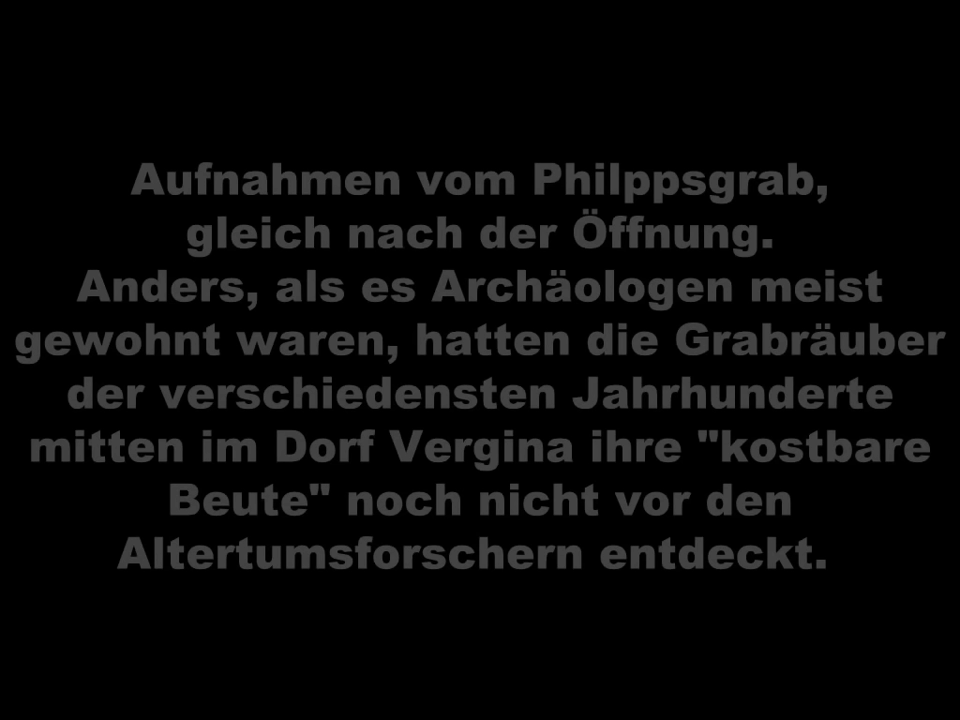 Aufnahmen vom Philppsgrab,
gleich nach der Öffnung.
Anders, als es Archäologen meist
gewohnt waren, hatten die Grabräuber
der verschiedensten Jahrhunderte
mitten im Dorf Vergina ihre "kostbare
Beute" noch nicht vor den
Altertumsforschern entdeckt.